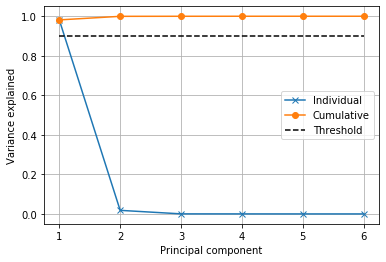 1.0
0.8
0.6
0.4
0.2
0.0
Variance explained
Individual
Cumulative
Threshold
1 2 3 4 5 6
Principal component